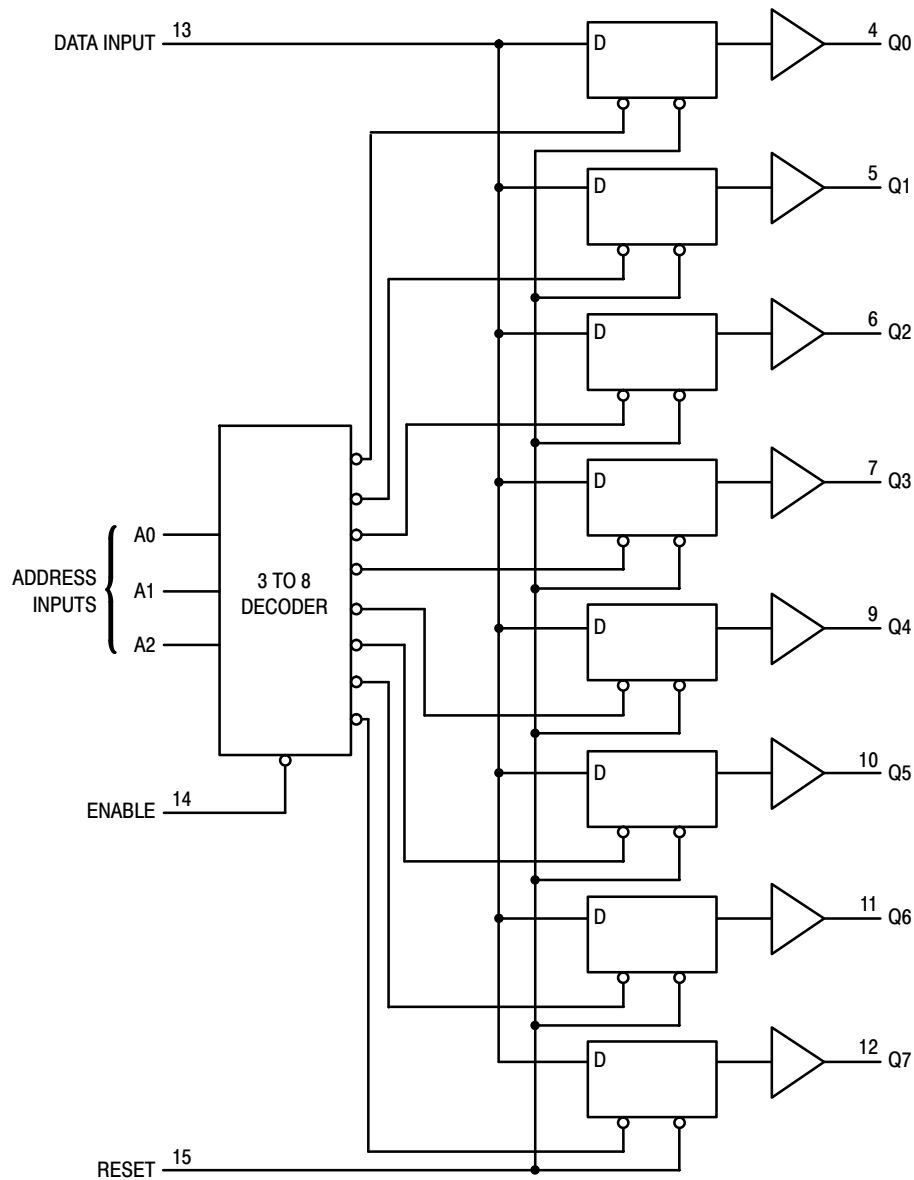 DATA INPUT 13
D
4 Q0
D
5 Q1
D
6 Q2
D
7 Q3
A0
ADDRESS
INPUTS
A1
A2
3 TO 8
DECODER
D
9 Q4
D
10 Q5
ENABLE 14
D
11 Q6
D
12 Q7
RESET 15